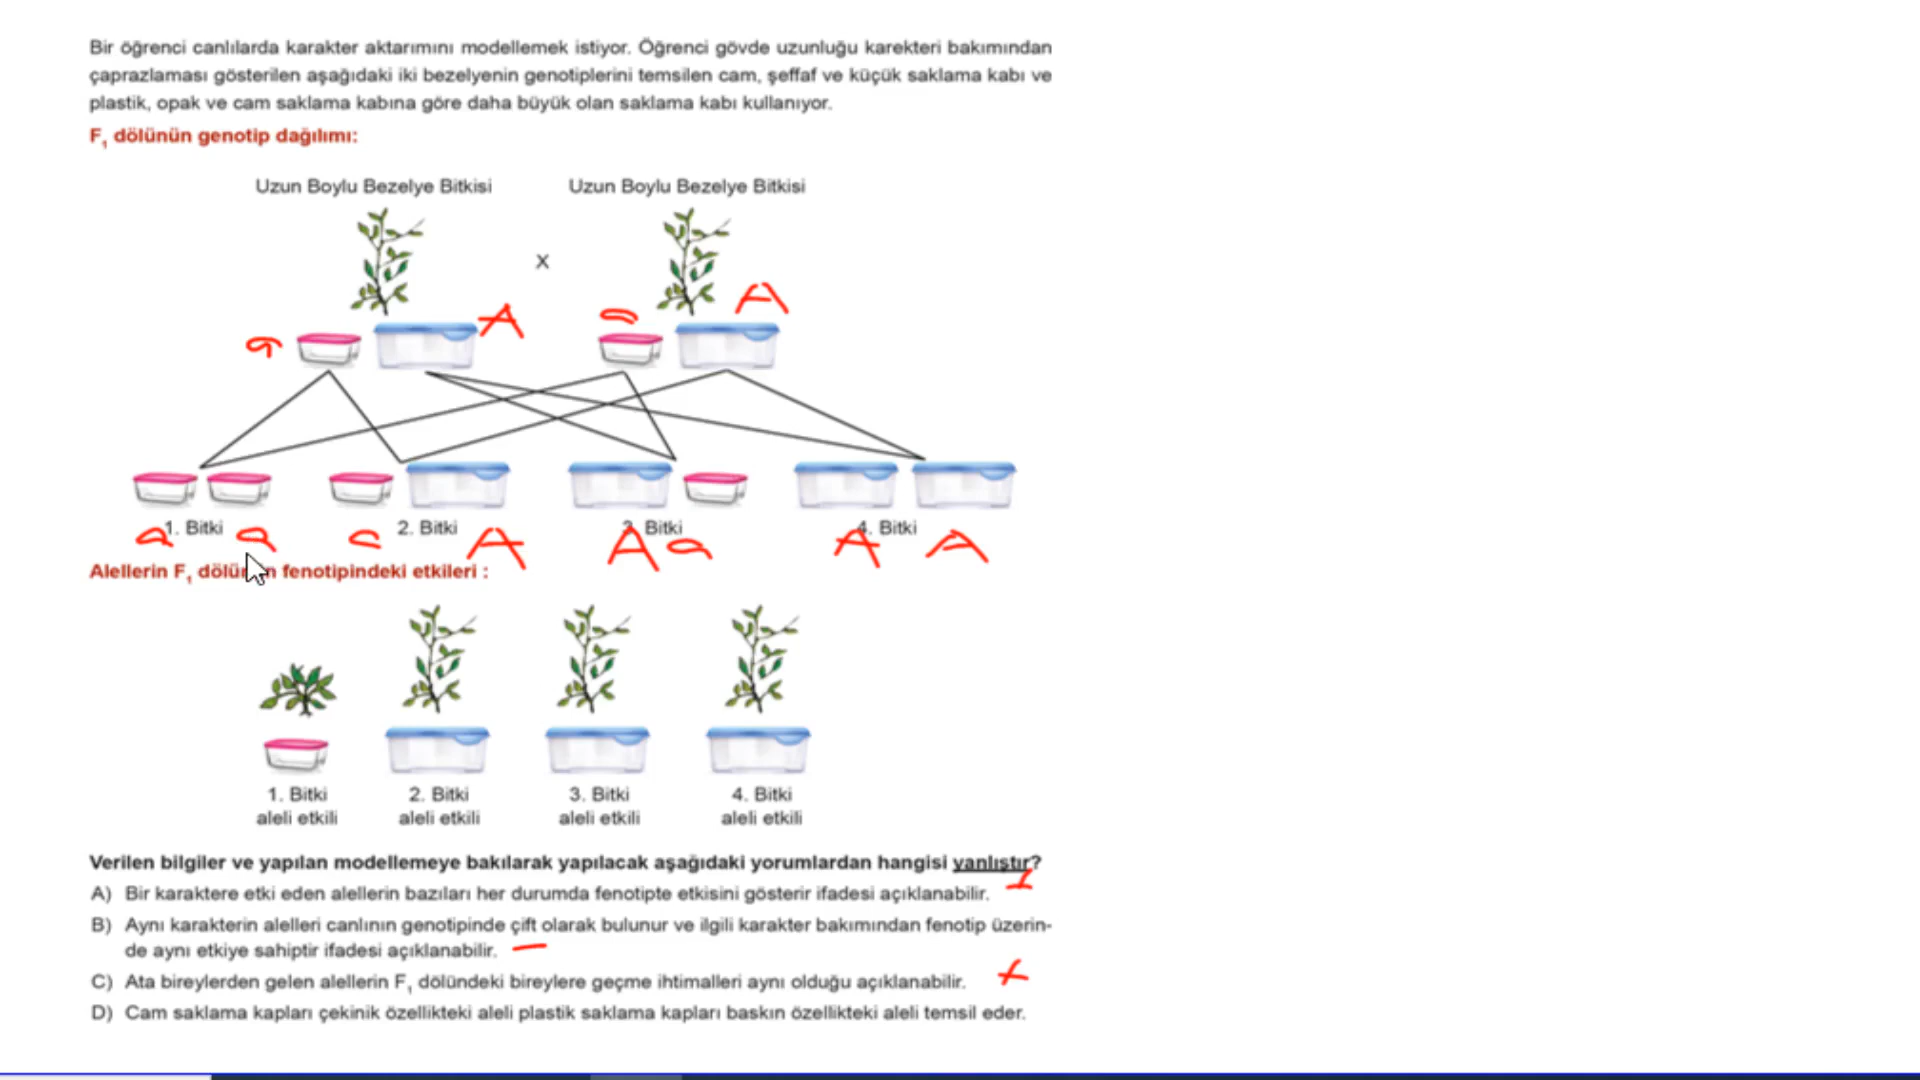 Bir öğrenci canlılarda karakter aktarımını modellemek istiyor. Öğrenci gövde uzunluğu karekteri bakımından
çaprazlaması gösterilen aşağıdaki iki bezelyenin genotiplerini temsilen cam, şeffaf ve küçük saklama kabı ve
plastik, opak ve cam saklama kabına göre daha büyük olan saklama kabı kullanıyor.
F₁ dölünün genotip dağılımı:
Uzun Boylu Bezelye Bitkisi Uzun Boylu Bezelye Bitkisi
X
a A A
1. Bitki 2. Bitki Bitki 4. Bitki
a a A A a A A
Alellerin F₁ fenotipindeki etkileri :
1. Bitki 2. Bitki 3. Bitki 4. Bitki
aleli etkili aleli etkili aleli etkili aleli etkili
Verilen bilgiler ve yapılan modellemeye bakılarak yapılacak aşağıdaki yorumlardan hangisi yanlıştır?
A) Bir karaktere etki eden alellerin bazıları her durumda fenotipte etkisini gösterir ifadesi açıklanabilir.
B) Aynı karakterin alelleri canlının genotipinde çift olarak bulunur ve ilgili karakter bakımından fenotip üzerin-
de aynı etkiye sahiptir ifadesi açıklanabilir.
C) Ata bireylerden gelen alellerin F₁ dölündeki bireylere geçme ihtimalleri aynı olduğu açıklanabilir.
D) Cam saklama kapları çekinik özellikteki aleli plastik saklama kapları baskın özellikteki aleli temsil eder.